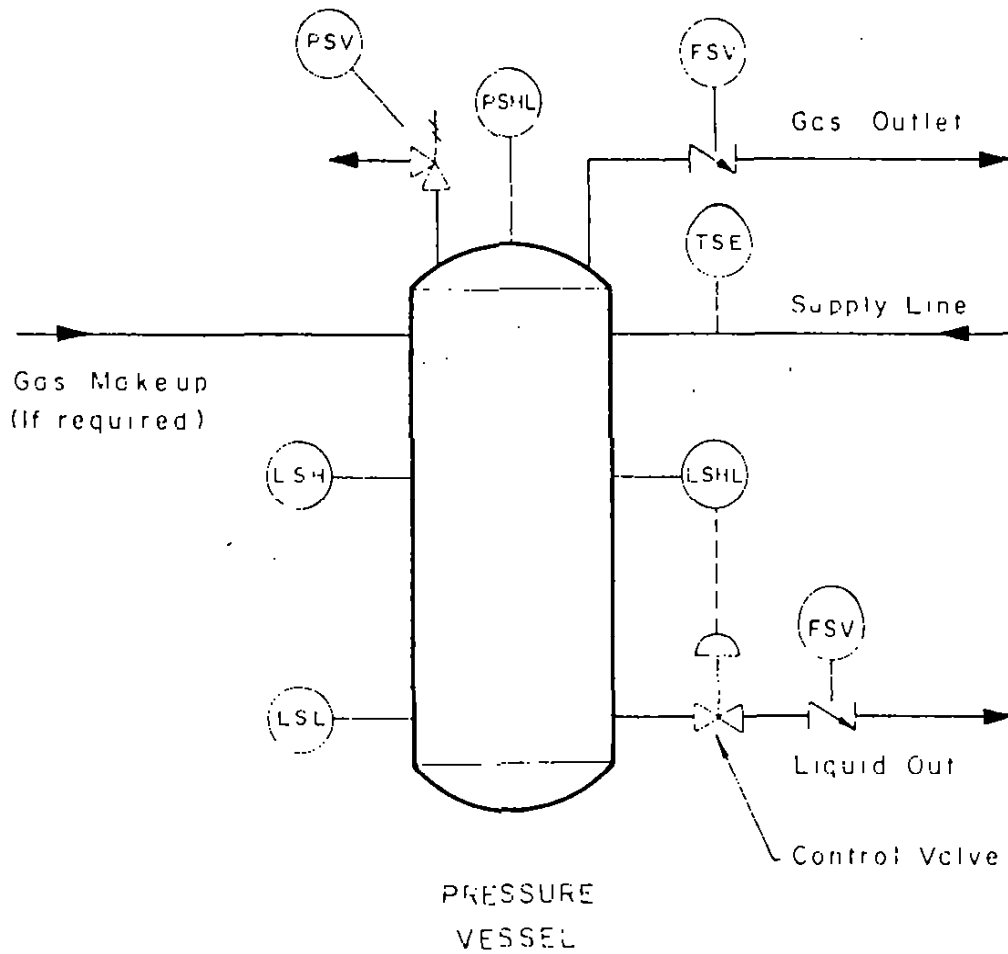 PSV
FSV
PSHL
Gas Outlet
TSE
Supply Line
Gas Makeup
(If required)
LSH
LSHL
FSV
LSL
Liquid Out
Control Valve
PRESSURE
VESSEL